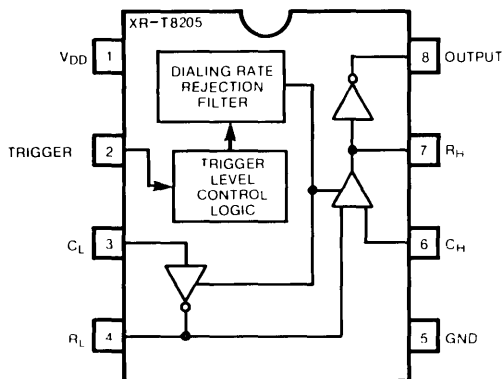 XR-T8205
VDD 1
DIALING RATE
REJECTION
FILTER
8 OUTPUT
TRIGGER 2
TRIGGER
LEVEL
CONTROL
LOGIC
7 RH
CL 3
6 CH
RL 4
5 GND